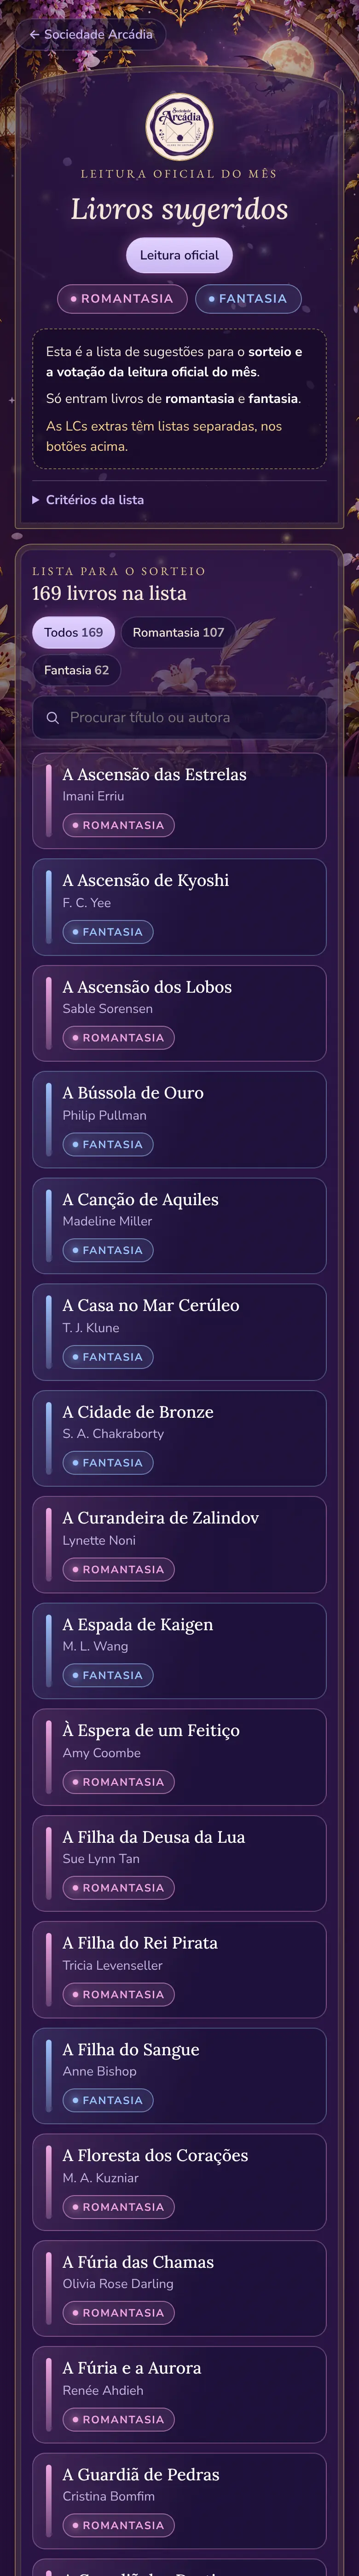 ← Sociedade Arcádia
Sociedade
Arcádia
LEITURA OFICIAL DO MÊS
Livros sugeridos
Leitura oficial
ROMANTASIA
FANTASIA
Esta é a lista de sugestões para o sorteio e
a votação da leitura oficial do mês.
Só entram livros de romantasia e fantasia.
As LCs extras têm listas separadas, nos
botões acima.
▶ Critérios da lista
LISTA PARA O SORTEIO
169 livros na lista
Todos 169
Romantasia 107
Fantasia 62
Procurar título ou autora
A Ascensão das Estrelas
Imani Erriu
ROMANTASIA
A Ascensão de Kyoshi
F. C. Yee
FANTASIA
A Ascensão dos Lobos
Sable Sorensen
ROMANTASIA
A Bússola de Ouro
Philip Pullman
FANTASIA
A Canção de Aquiles
Madeline Miller
FANTASIA
A Casa no Mar Cerúleo
T. J. Klune
FANTASIA
A Cidade de Bronze
S. A. Chakraborty
FANTASIA
A Curandeira de Zalindov
Lynette Noni
ROMANTASIA
A Espada de Kaigen
M. L. Wang
FANTASIA
À Espera de um Feitiço
Amy Coombe
ROMANTASIA
A Filha da Deusa da Lua
Sue Lynn Tan
ROMANTASIA
A Filha do Rei Pirata
Tricia Levenseller
ROMANTASIA
A Filha do Sangue
Anne Bishop
FANTASIA
A Floresta dos Corações
M. A. Kuzniar
ROMANTASIA
A Fúria das Chamas
Olivia Rose Darling
ROMANTASIA
A Fúria e a Aurora
Renée Ahdieh
ROMANTASIA
A Guardiã de Pedras
Cristina Bomfim
ROMANTASIA